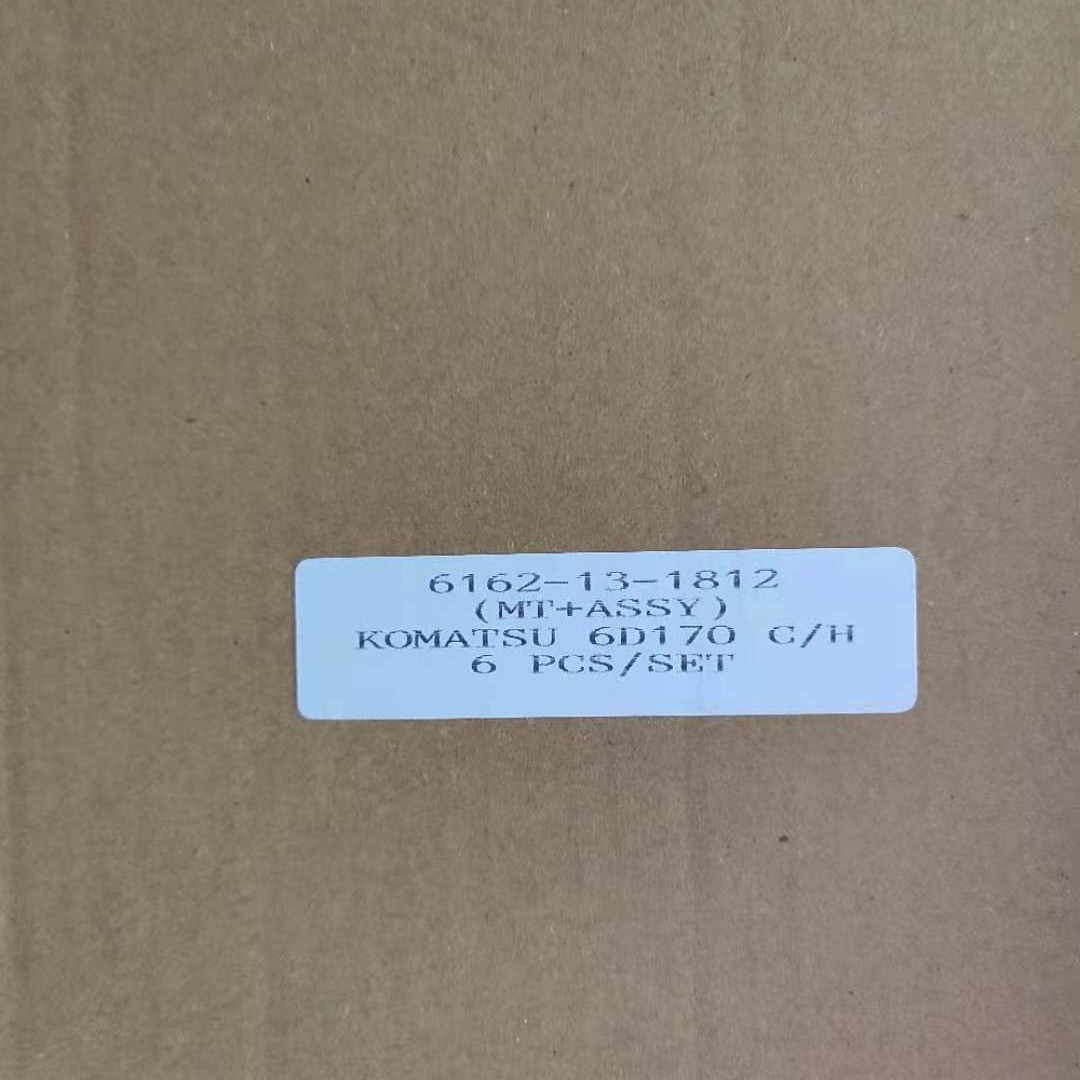 6162-13-1812
(MT+ASSY)
KOMATSU 6D170 C/H
6 PCS/SET